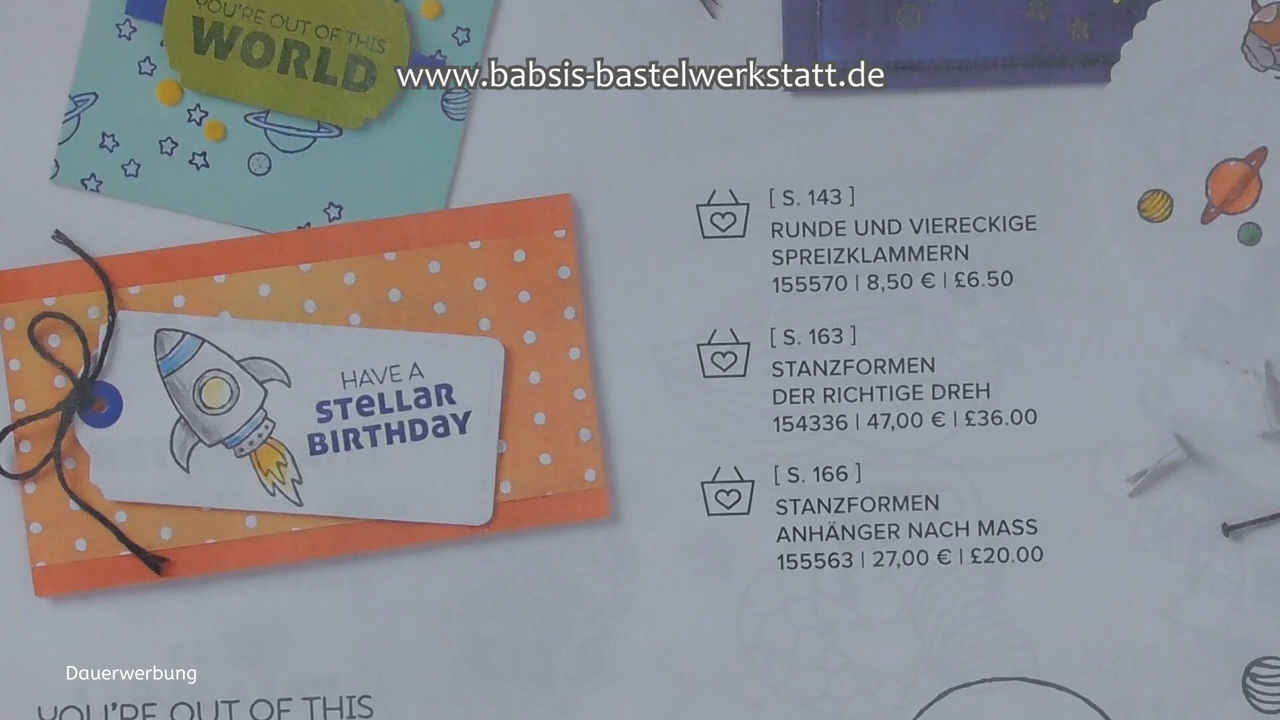 YOU'RE OUT OF THIS
WORLD
www.babsis-bastelwerkstatt.de
HAVE A
STELLAR
BIRTHDAY
[ S. 143 ]
RUNDE UND VIERECKIGE
SPREIZKLAMMERN
155570 | 8,50 € | £6.50
[ S. 163 ]
STANZFORMEN
DER RICHTIGE DREH
154336 | 47,00 € | £36.00
[ S. 166 ]
STANZFORMEN
ANHÄNGER NACH MASS
155563 | 27,00 € | £20.00
Dauerwerbung
YOU'RE OUT OF THIS